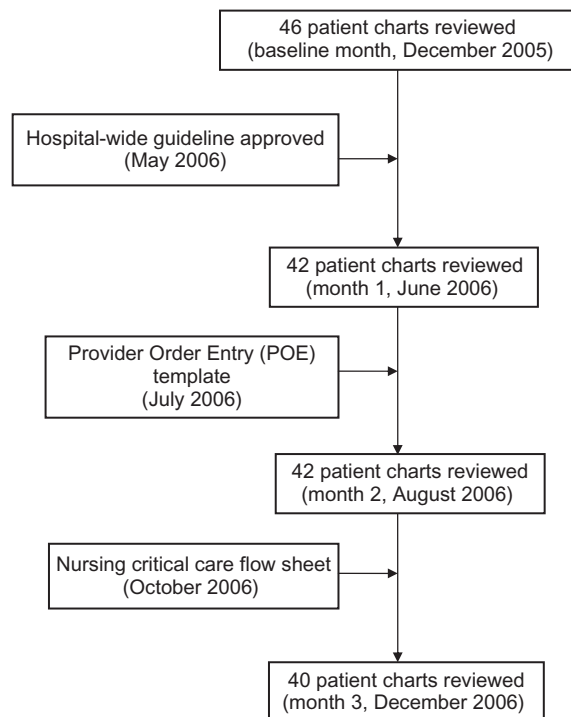 46 patient charts reviewed
(baseline month, December 2005)
Hospital-wide guideline approved
(May 2006)
42 patient charts reviewed
(month 1, June 2006)
Provider Order Entry (POE)
template
(July 2006)
42 patient charts reviewed
(month 2, August 2006)
Nursing critical care flow sheet
(October 2006)
40 patient charts reviewed
(month 3, December 2006)